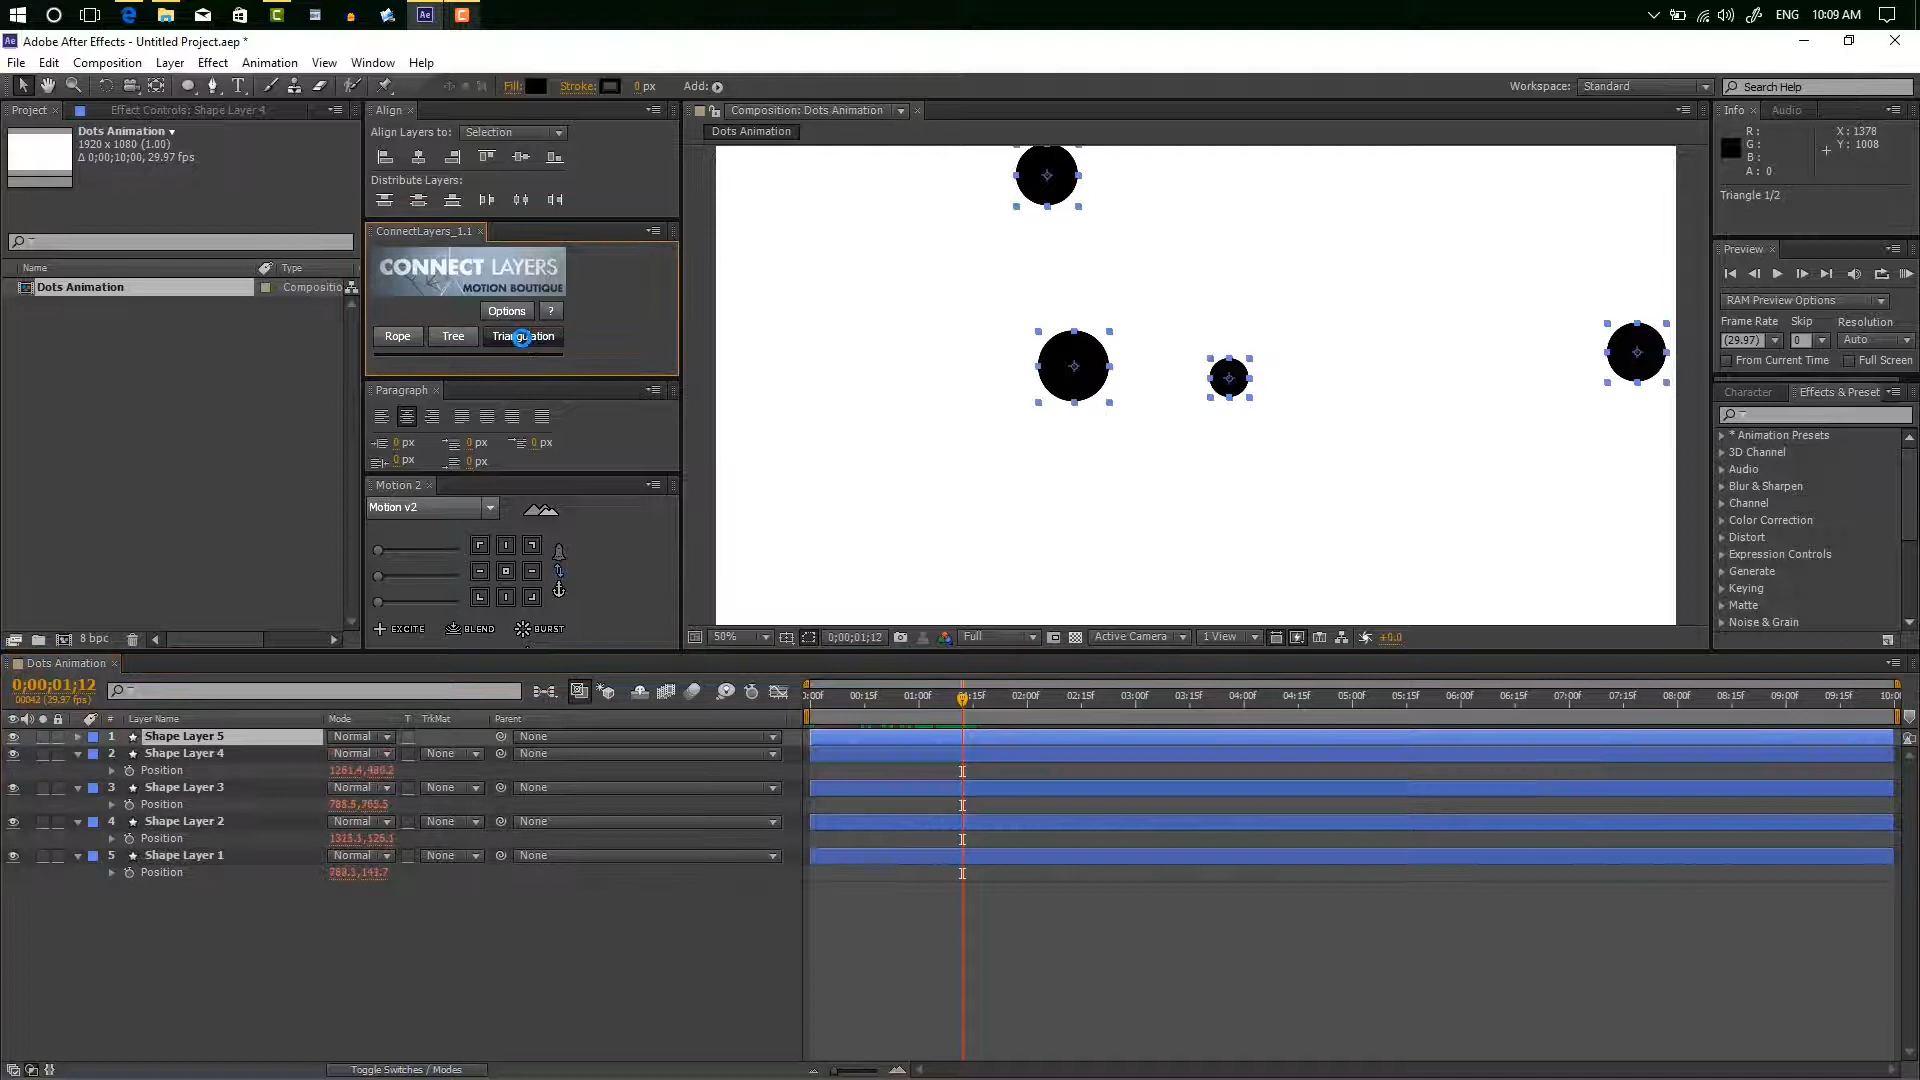 ENG
10:09 AM
Adobe After Effects - Untitled Project.aep *
File Edit Composition Layer Effect Animation View Window Help
Fill: Stroke: 0 px Add:
Workspace: Standard
Search Help
Project
Effect Controls: Shape Layer 4
Dots Animation
1920 x 1080 (1.00)
Δ 0;00;10;00, 29.97 fps
Name Type
Dots Animation Compositio
8 bpc
Align
Align Layers to: Selection
Distribute Layers:
ConnectLayers_1.1
CONNECT LAYERS
MOTION BOUTIQUE
Options ?
Rope Tree Triangulation
Paragraph
0 px 0 px 0 px
0 px 0 px
Motion 2
Motion v2
EXCITE BLEND BURST
Composition: Dots Animation
Dots Animation
50% 0;00;01;12 Full Active Camera 1 View +0.0
Info Audio
R:
G:
B:
A: 0
X: 1378
Y: 1008
Triangle 1/2
Preview
RAM Preview Options
Frame Rate Skip Resolution
(29.97) 0 Auto
From Current Time Full Screen
Character Effects & Preset
* Animation Presets
3D Channel
Audio
Blur & Sharpen
Channel
Color Correction
Distort
Expression Controls
Generate
Keying
Matte
Noise & Grain
Dots Animation
0;00;01;12
00042 (29.97 fps)
# Layer Name Mode T TrkMat Parent
0:00f 00:15f 01:00f 01:15f 02:00f 02:15f 03:00f 03:15f 04:00f 04:15f 05:00f 05:15f 06:00f 06:15f 07:00f 07:15f 08:00f 08:15f 09:00f 09:15f 10:0
1 Shape Layer 5 Normal None
2 Shape Layer 4 Normal None None
Position 1261.4,480.2
3 Shape Layer 3 Normal None None
Position 788.5,765.5
4 Shape Layer 2 Normal None None
Position
5 Shape Layer 1 Normal None None
Position
Toggle Switches / Modes